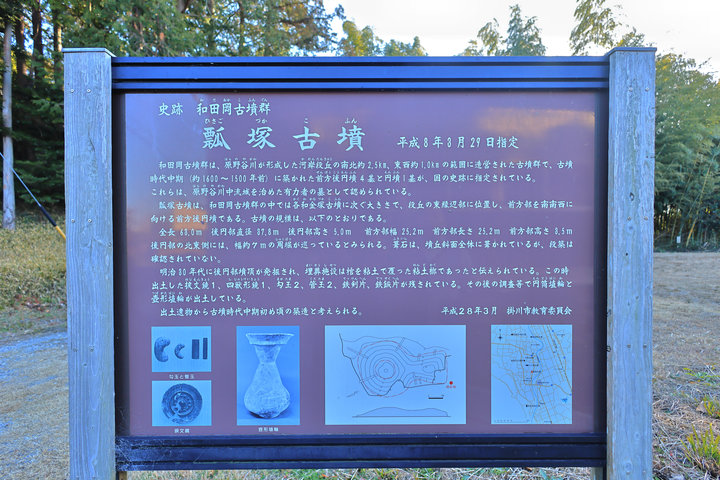 史跡 和田岡古墳群
瓢塚古墳 平成8年3月29日指定
和田岡古墳群は、原野谷川が形成した河岸段丘の南北約2.5km、東西約1.0kmの範囲に造営された古墳群で、古墳
時代中期（約1600～1500年前）に築かれた前方後円墳4基と円墳1基が、国の史跡に指定されている。
これらは、原野谷川中流域を治めた有力者の墓として認められている。
瓢塚古墳は、和田岡古墳群の中では各和金塚古墳に次ぐ大きさで、段丘の東縁辺部に位置し、前方部を南南西に
向ける前方後円墳である。古墳の規模は、以下のとおりである。
全長 63.0m 後円部直径 37.8m 後円部高さ 5.0m 前方部幅 25.2m 前方部長さ 25.2m 前方部高さ 3.5m
後円部の北東側には、幅約7mの周堀が巡っているとみられる。葺石は、墳丘斜面全体に葺かれているが、段築は
確認されていない。
明治30年代に後円部墳頂が発掘され、埋葬施設は棺を粘土で覆った粘土槨であったと伝えられている。この時
出土した捩文鏡1、四獣形鏡1、勾玉2、管玉2、鉄剣片、鉄鏃片が残されている。その後の調査等で円筒埴輪と
壺形埴輪が出土している。
出土遺物から古墳時代中期初め頃の築造と考えられる。 平成28年3月 掛川市教育委員会
勾玉と管玉
捩文鏡
壺形埴輪